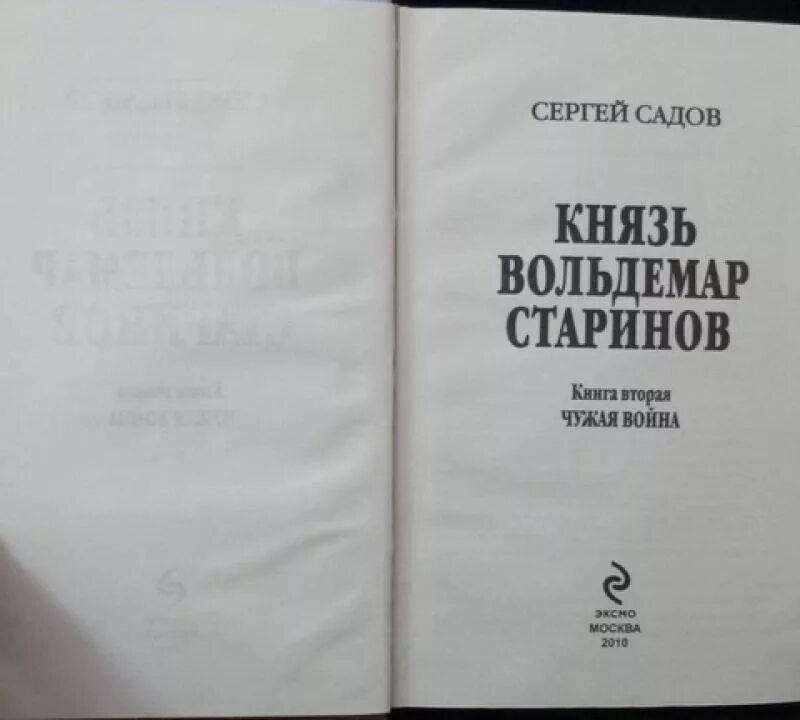 СЕРГЕЙ САДОВ
КНЯЗЬ
ВОЛЬДЕМАР
СТАРИНОВ
Книга вторая
ЧУЖАЯ ВОЙНА
ЭКСМО
МОСКВА
2010